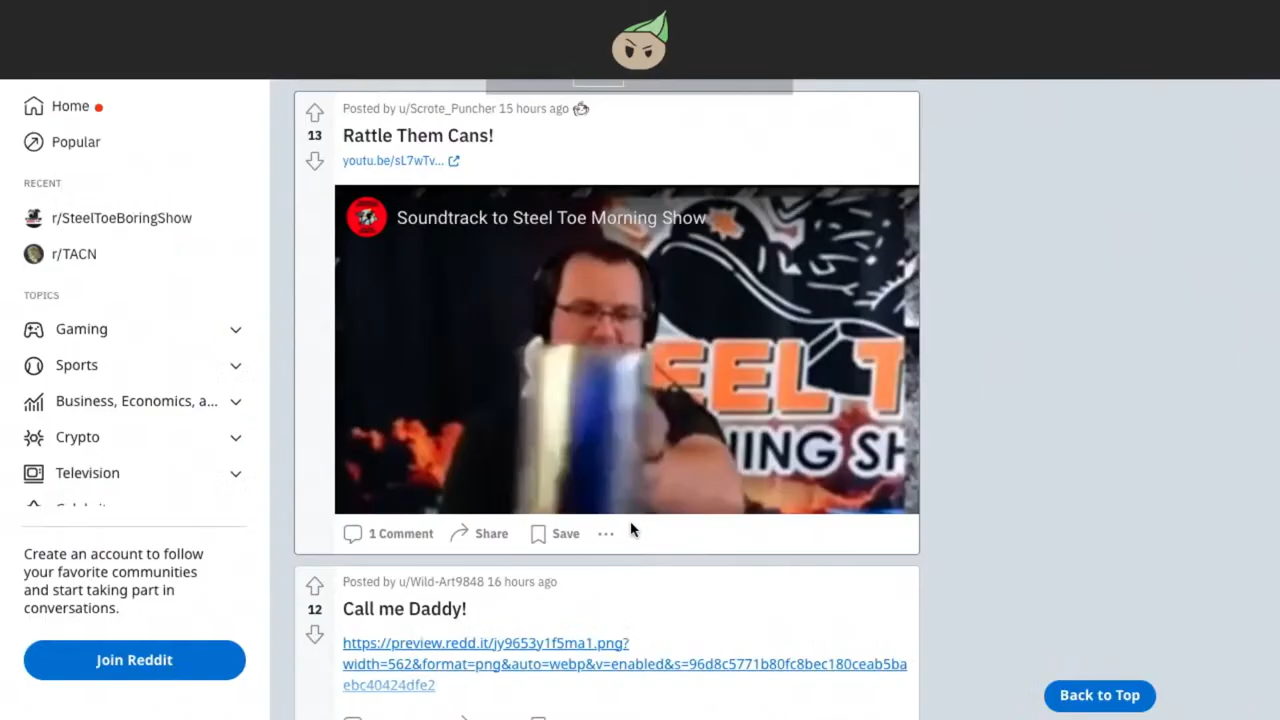 Home
Popular
RECENT
r/SteelToeBoringShow
r/TACN
TOPICS
Gaming
Sports
Business, Economics, a...
Crypto
Television
Create an account to follow
your favorite communities
and start taking part in
conversations.
Join Reddit
Posted by u/Scrote_Puncher 15 hours ago
13
Rattle Them Cans!
youtu.be/sL7wTv...
Soundtrack to Steel Toe Morning Show
EEL T
NING SH
1 Comment
Share
Save
Posted by u/Wild-Art9848 16 hours ago
12
Call me Daddy!
https://preview.redd.it/jy9653y1f5ma1.png?
width=562&format=png&auto=webp&v=enabled&s=96d8c5771b80fc8bec180ceab5ba
ebc40424dfe2
Back to Top